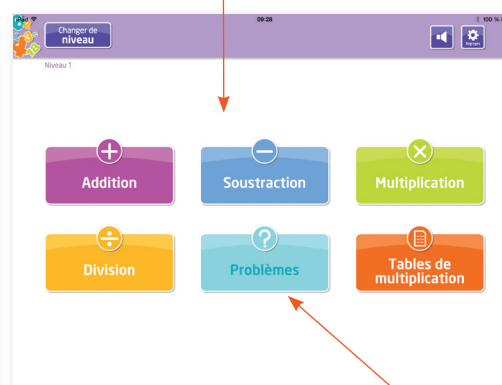 iPad
09:28
100 %
Changer de
niveau
Réglages
Niveau 1
Addition
Soustraction
Multiplication
Division
Problèmes
Tables de
multiplication